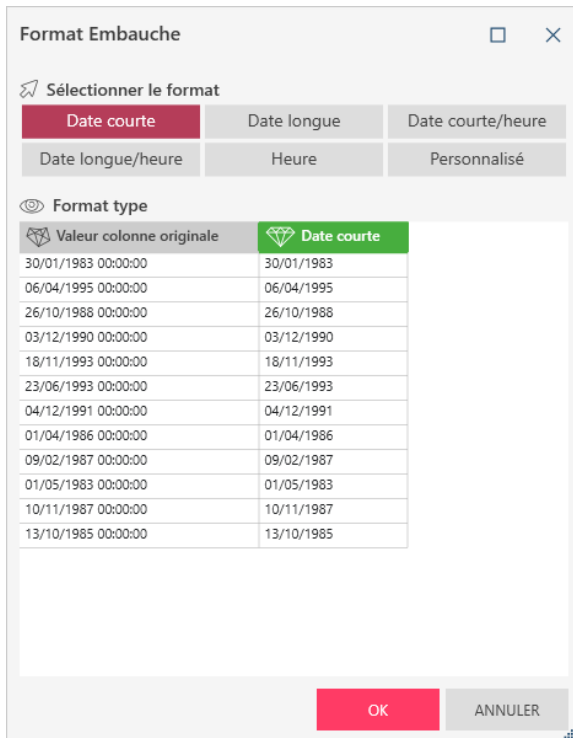 Format Embauche
Sélectionner le format
Date courte Date longue Date courte/heure
Date longue/heure Heure Personnalisé
Format type
Valeur colonne originale Date courte
30/01/1983 00:00:00 30/01/1983
06/04/1995 00:00:00 06/04/1995
26/10/1988 00:00:00 26/10/1988
03/12/1990 00:00:00 03/12/1990
18/11/1993 00:00:00 18/11/1993
23/06/1993 00:00:00 23/06/1993
04/12/1991 00:00:00 04/12/1991
01/04/1986 00:00:00 01/04/1986
09/02/1987 00:00:00 09/02/1987
01/05/1983 00:00:00 01/05/1983
10/11/1987 00:00:00 10/11/1987
13/10/1985 00:00:00 13/10/1985
OK ANNULER